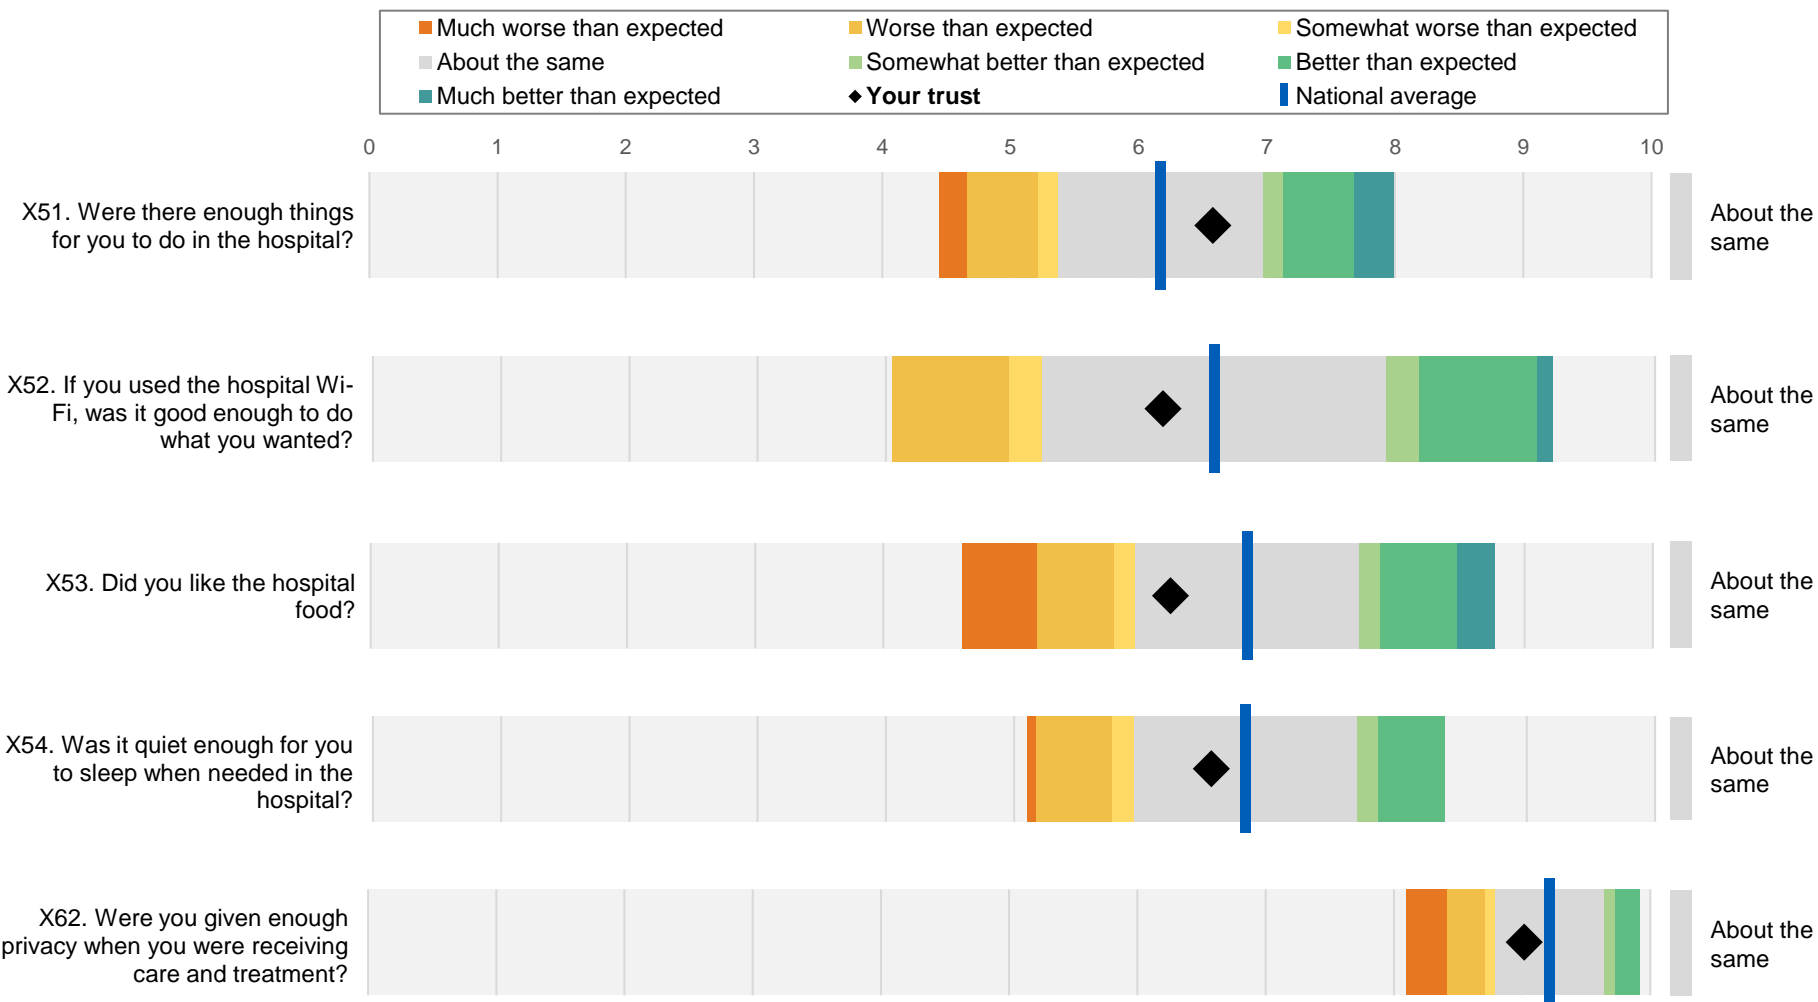 Much worse than expected
Worse than expected
Somewhat worse than expected
About the same
Somewhat better than expected
Better than expected
Much better than expected
Your trust
National average
0 1 2 3 4 5 6 7 8 9 10
X51. Were there enough things
for you to do in the hospital?
About the
same
X52. If you used the hospital Wi-
Fi, was it good enough to do
what you wanted?
About the
same
X53. Did you like the hospital
food?
About the
same
X54. Was it quiet enough for you
to sleep when needed in the
hospital?
About the
same
X62. Were you given enough
privacy when you were receiving
care and treatment?
About the
same